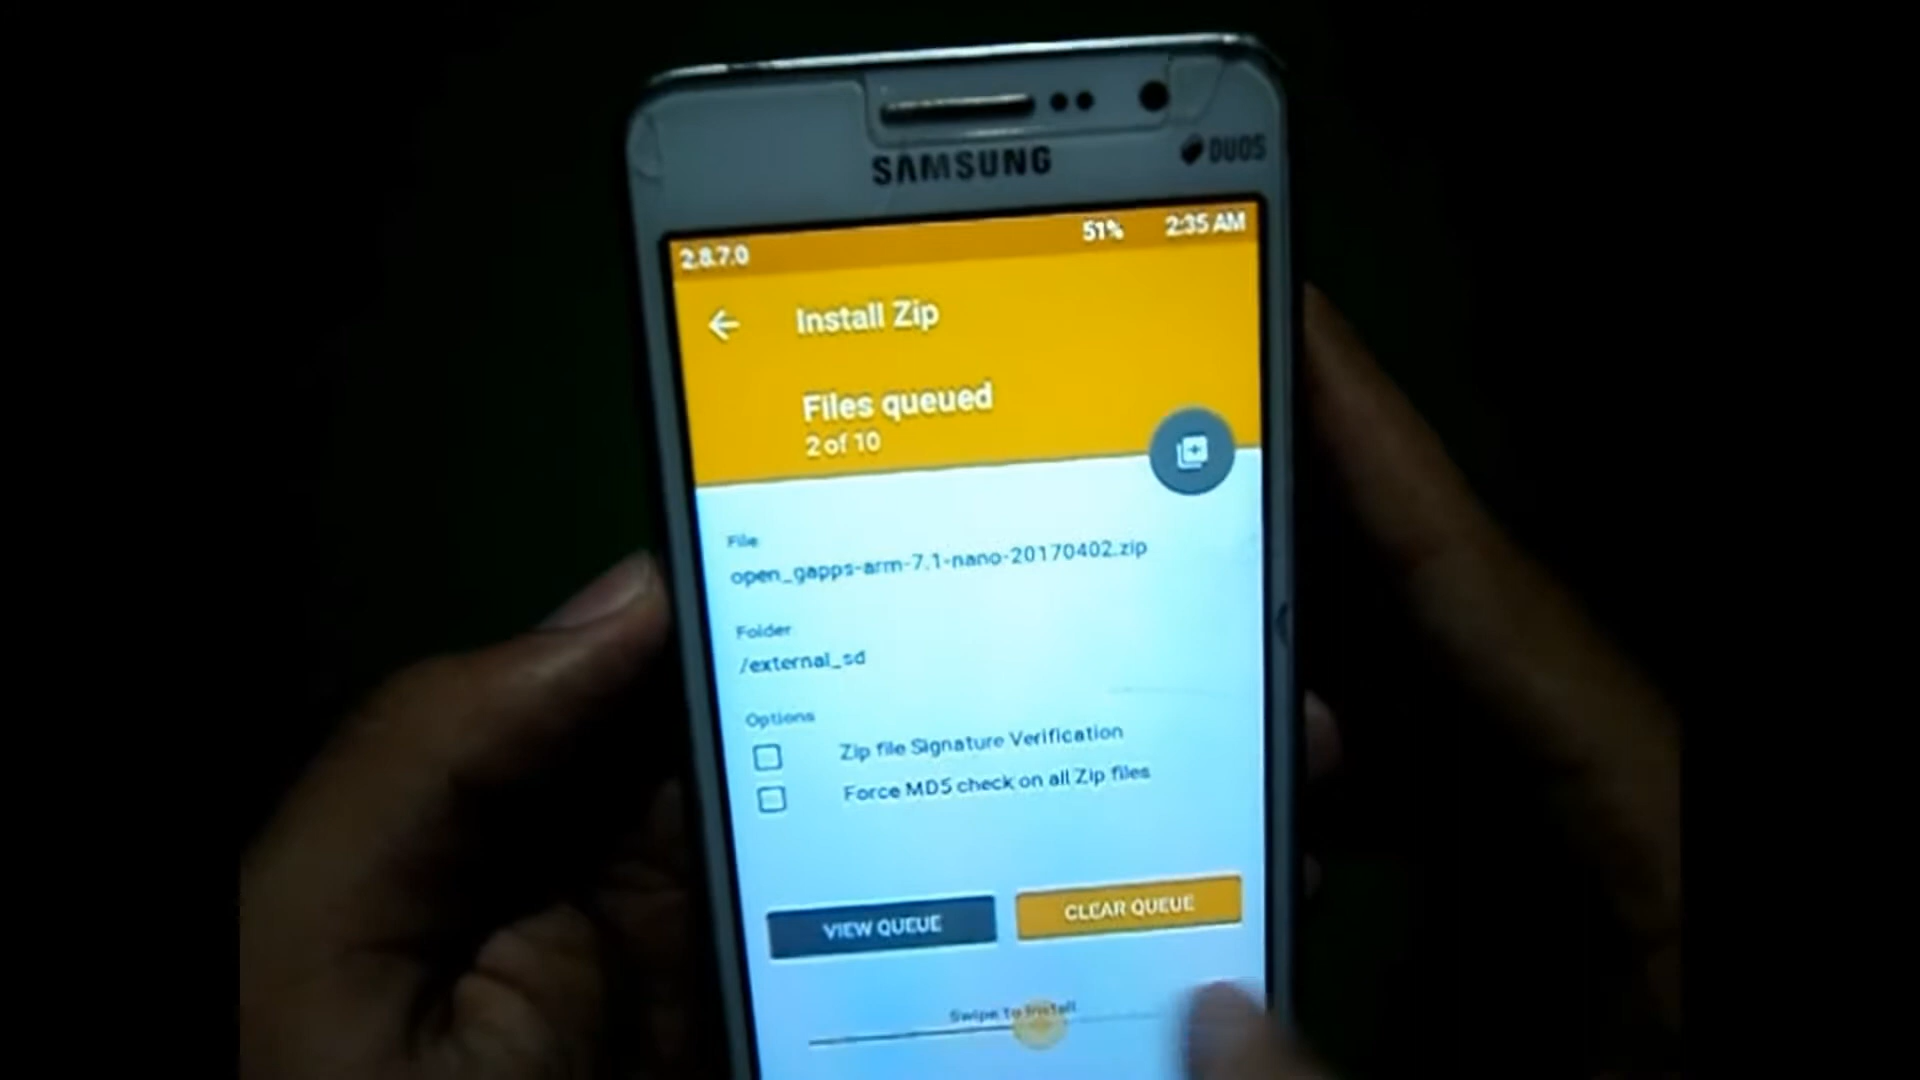 SAMSUNG
DUOS
2.8.7.0 51% 2:35 AM
Install Zip
Files queued
2 of 10
File
open_gapps-arm-7.1-nano-20170402.zip
Folder
/external_sd
Options
Zip file Signature Verification
Force MD5 check on all Zip files
VIEW QUEUE CLEAR QUEUE
Swipe to Install